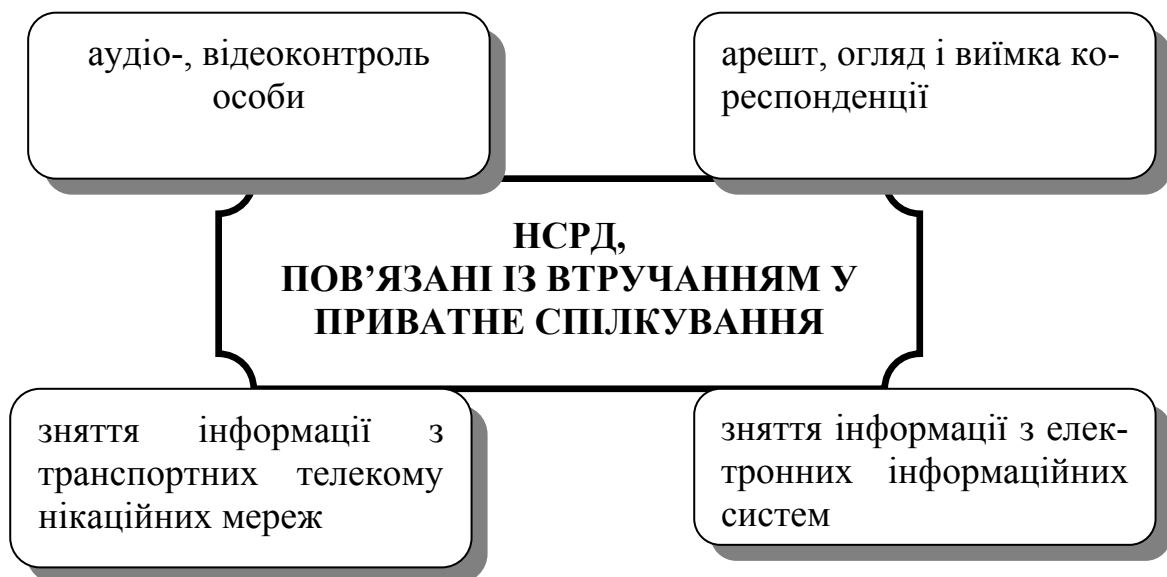 аудіо-, відеоконтроль
особи
арешт, огляд і виїмка ко-
респонденції
НСРД,
ПОВ’ЯЗАНІ ІЗ ВТРУЧАННЯМ У
ПРИВАТНЕ СПІЛКУВАННЯ
зняття інформації з
транспортних телекому
нікаційних мереж
зняття інформації з елек-
тронних інформаційних
систем